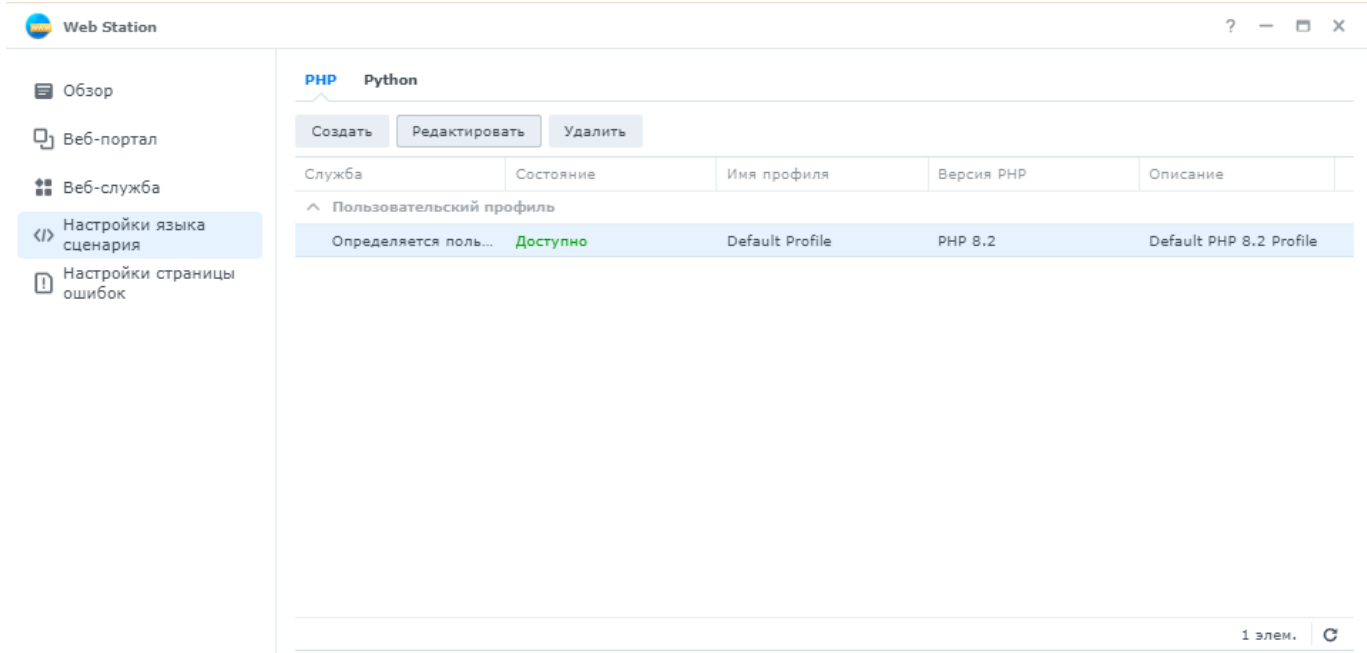 Web Station
Обзор
Веб-портал
Веб-служба
Настройки языка
сценария
Настройки страницы
ошибок
PHP Python
Создать Редактировать Удалить
Служба Состояние Имя профиля Версия PHP Описание
Пользовательский профиль
Определяется поль... Доступно Default Profile PHP 8.2 Default PHP 8.2 Profile
1 элем.